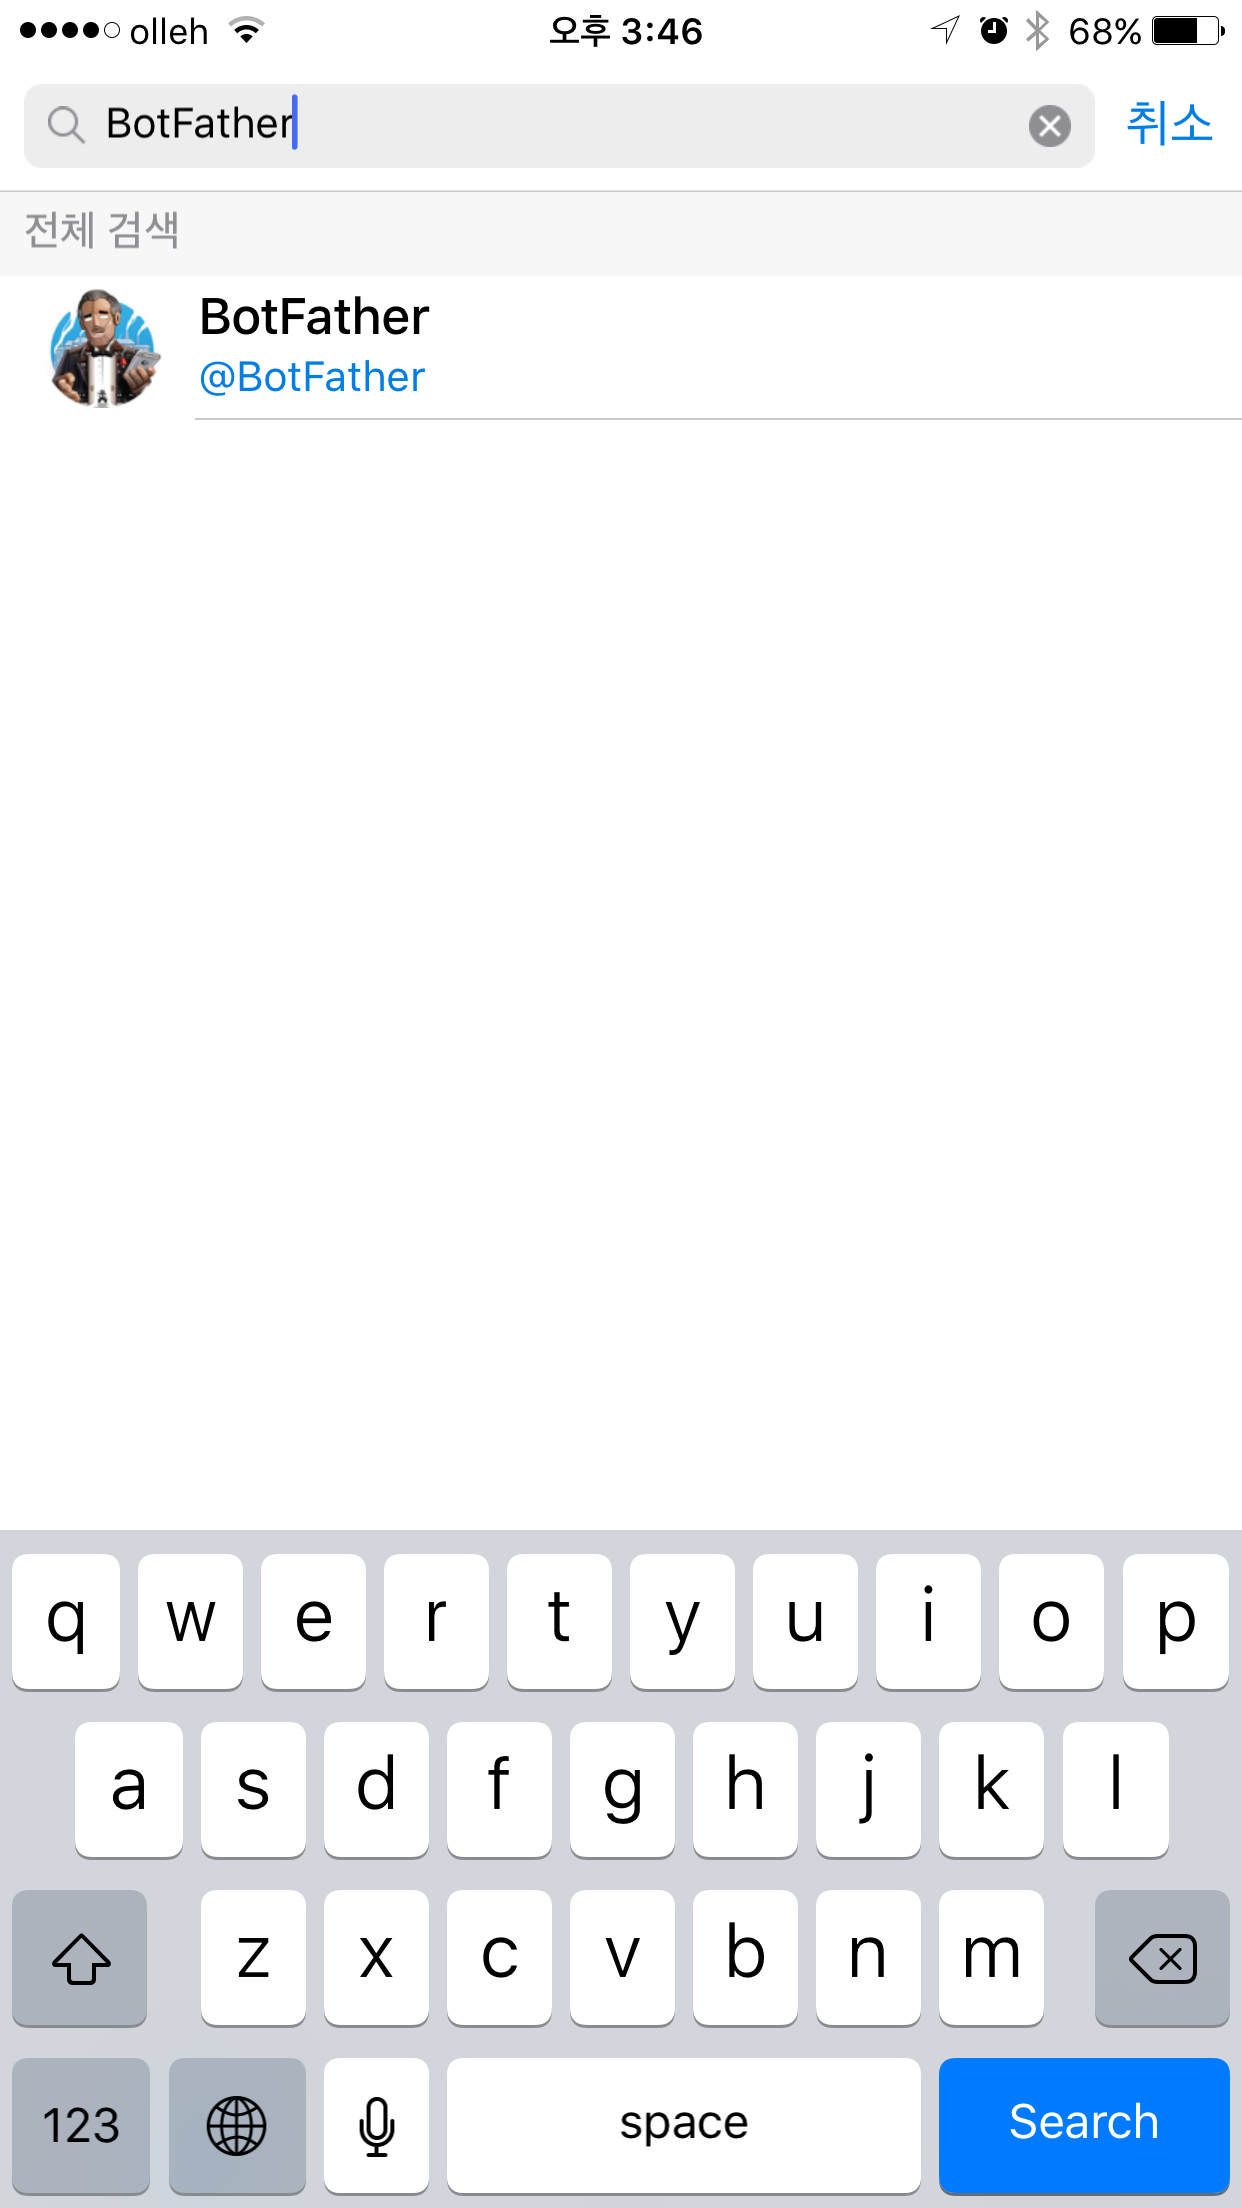 olleh 오후 3:46 68%
BotFather 취소
전체 검색
BotFather
@BotFather
q w e r t y u i o p
a s d f g h j k l
z x c v b n m
123 space Search